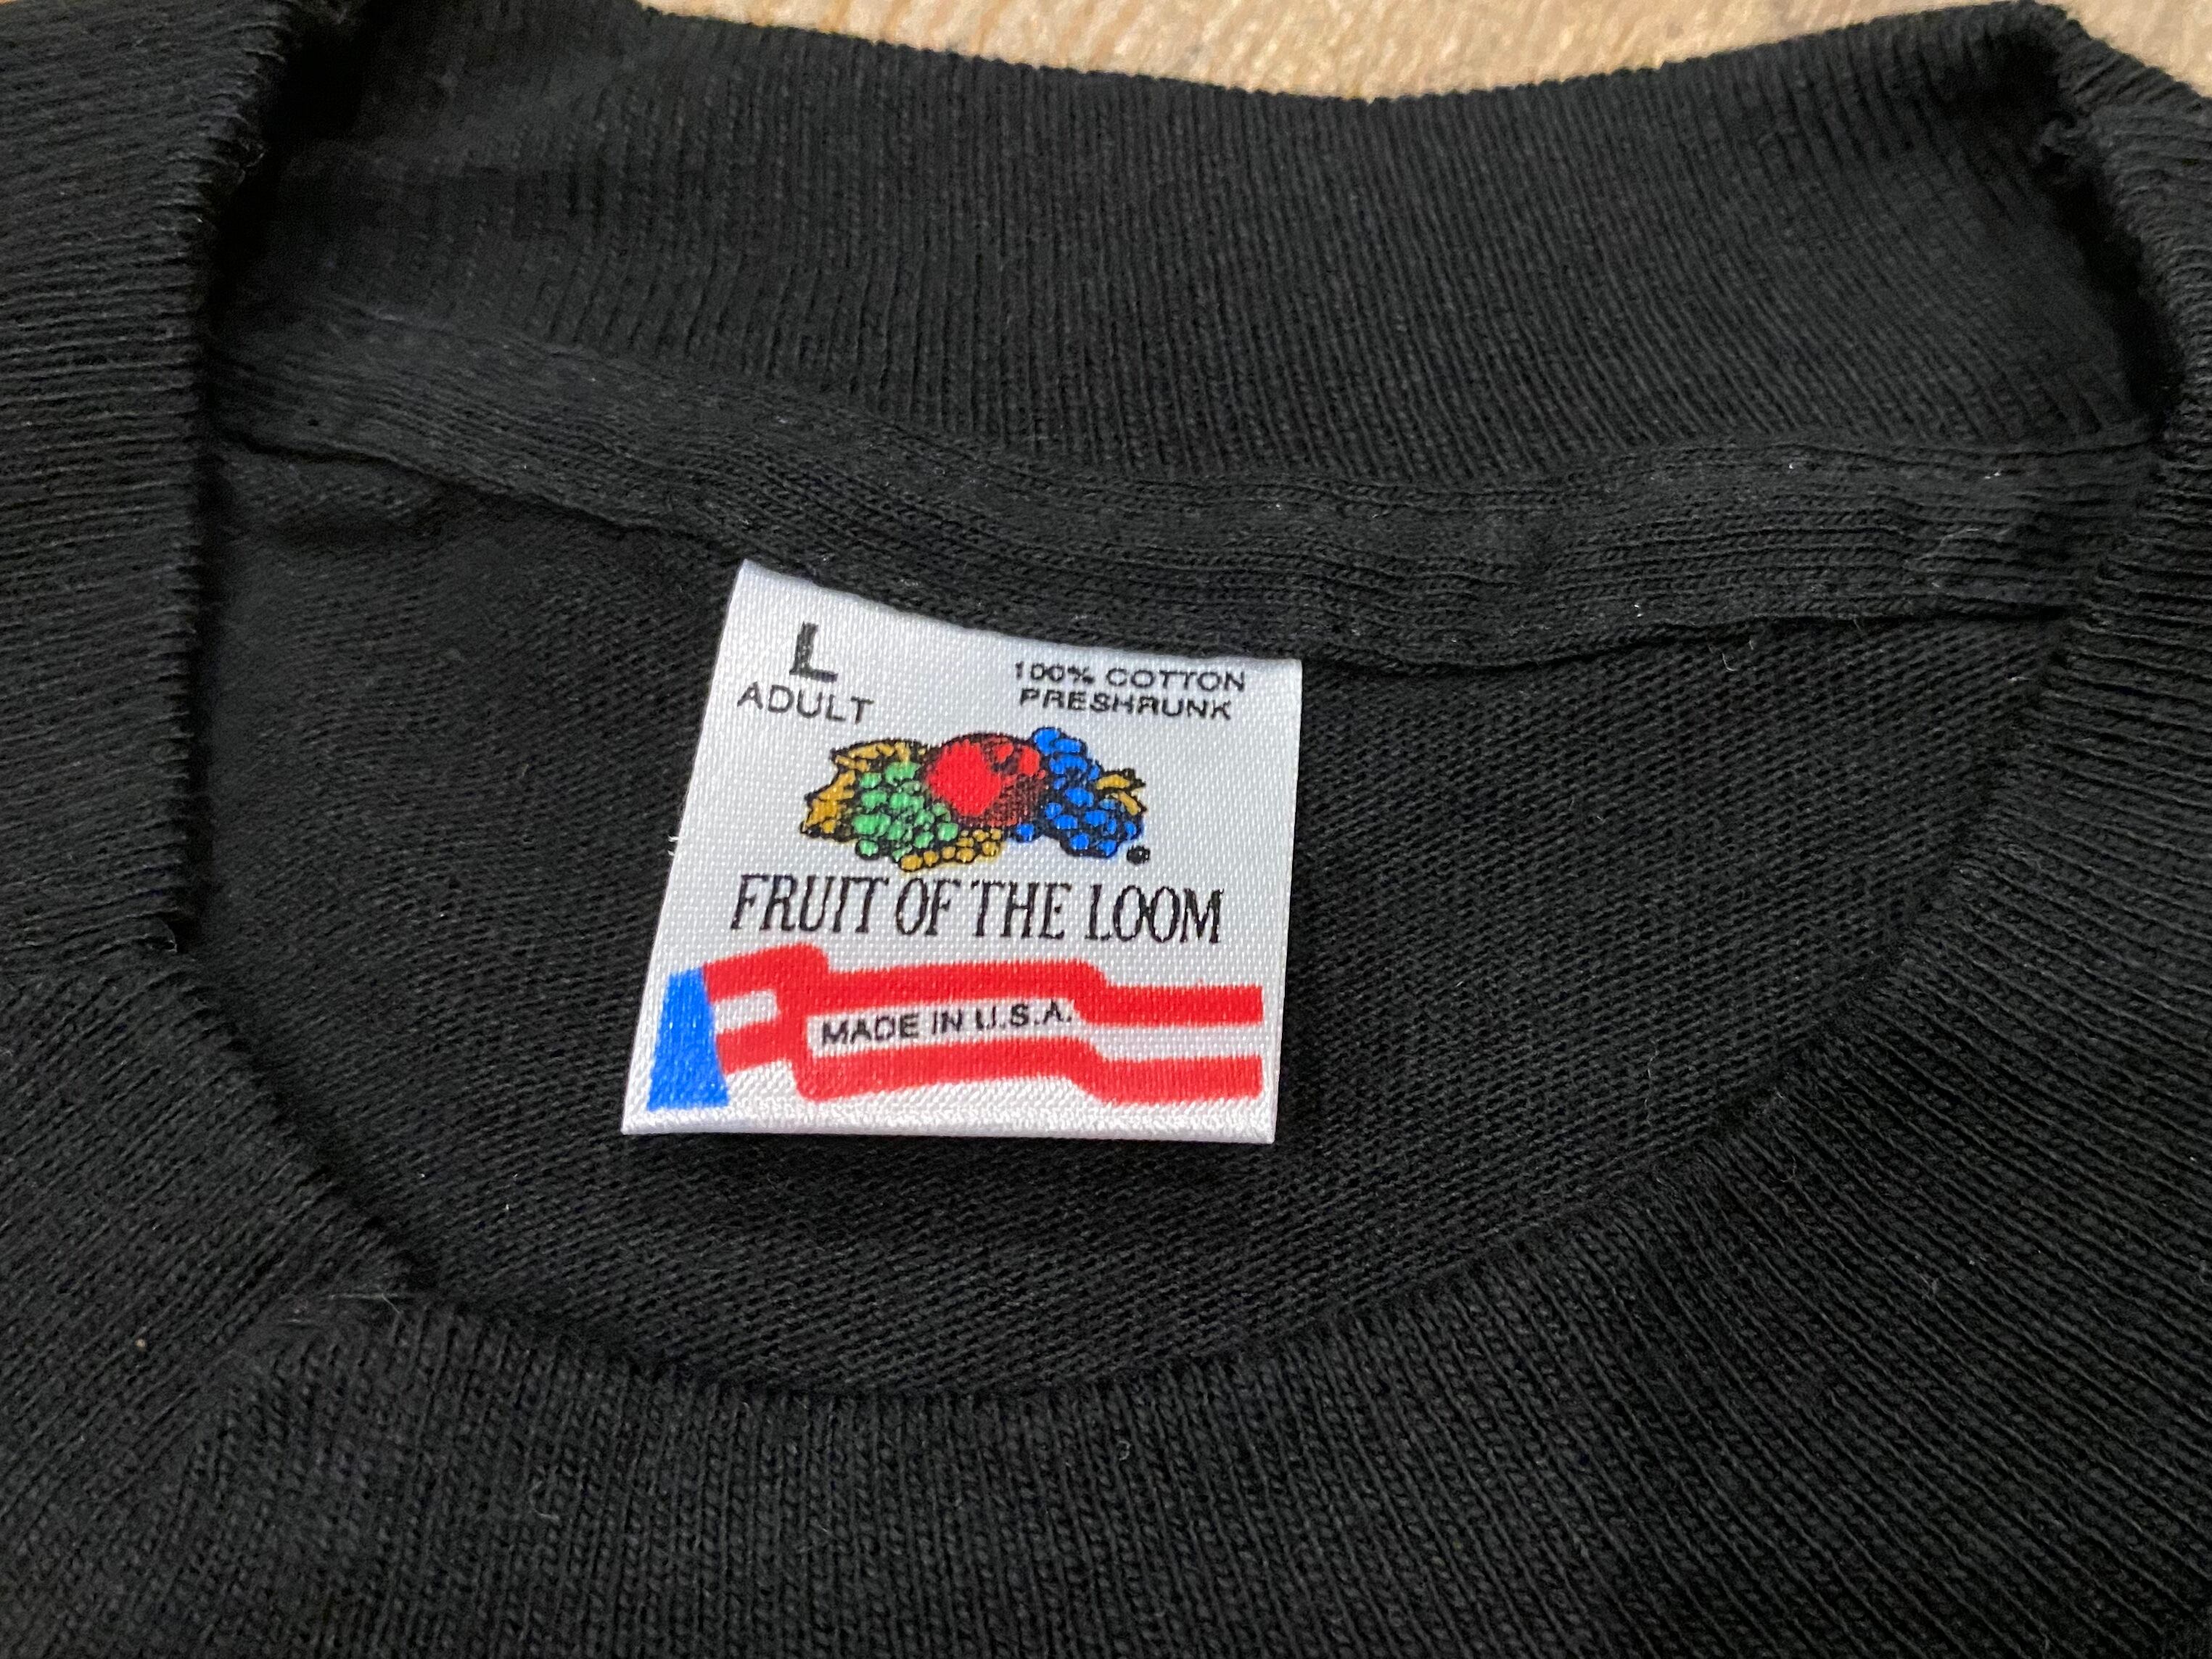 L
ADULT
100% COTTON
PRESHRUNK
FRUIT OF THE LOOM
MADE IN U.S.A.